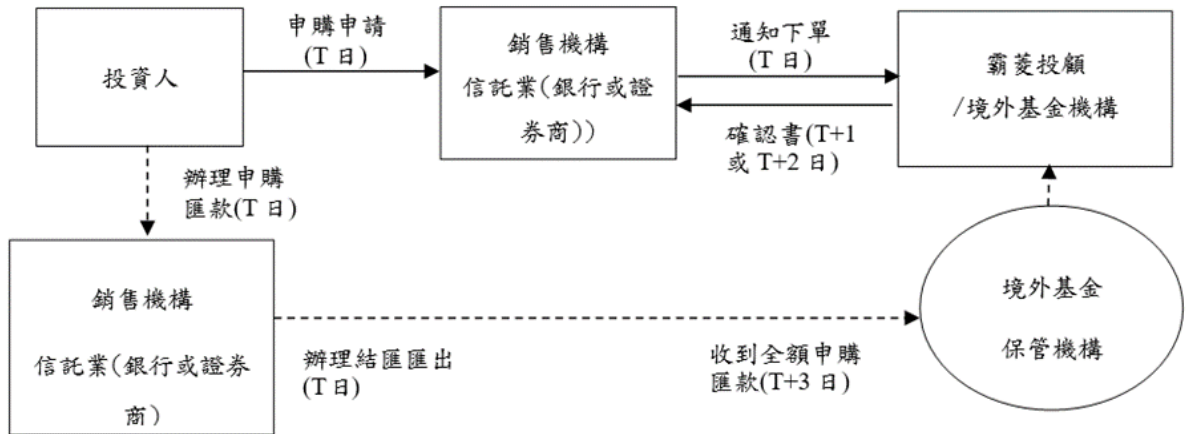 申購申請
(T 日)
投資人
銷售機構
信託業(銀行或證
券商))
通知下單
(T 日)
確認書(T+1
或 T+2 日)
霸菱投顧
/境外基金機構
辦理申購
匯款(T 日)
銷售機構
信託業(銀行或證券
商)
辦理結匯匯出
(T日)
收到全額申購
匯款(T+3 日)
境外基金
保管機構